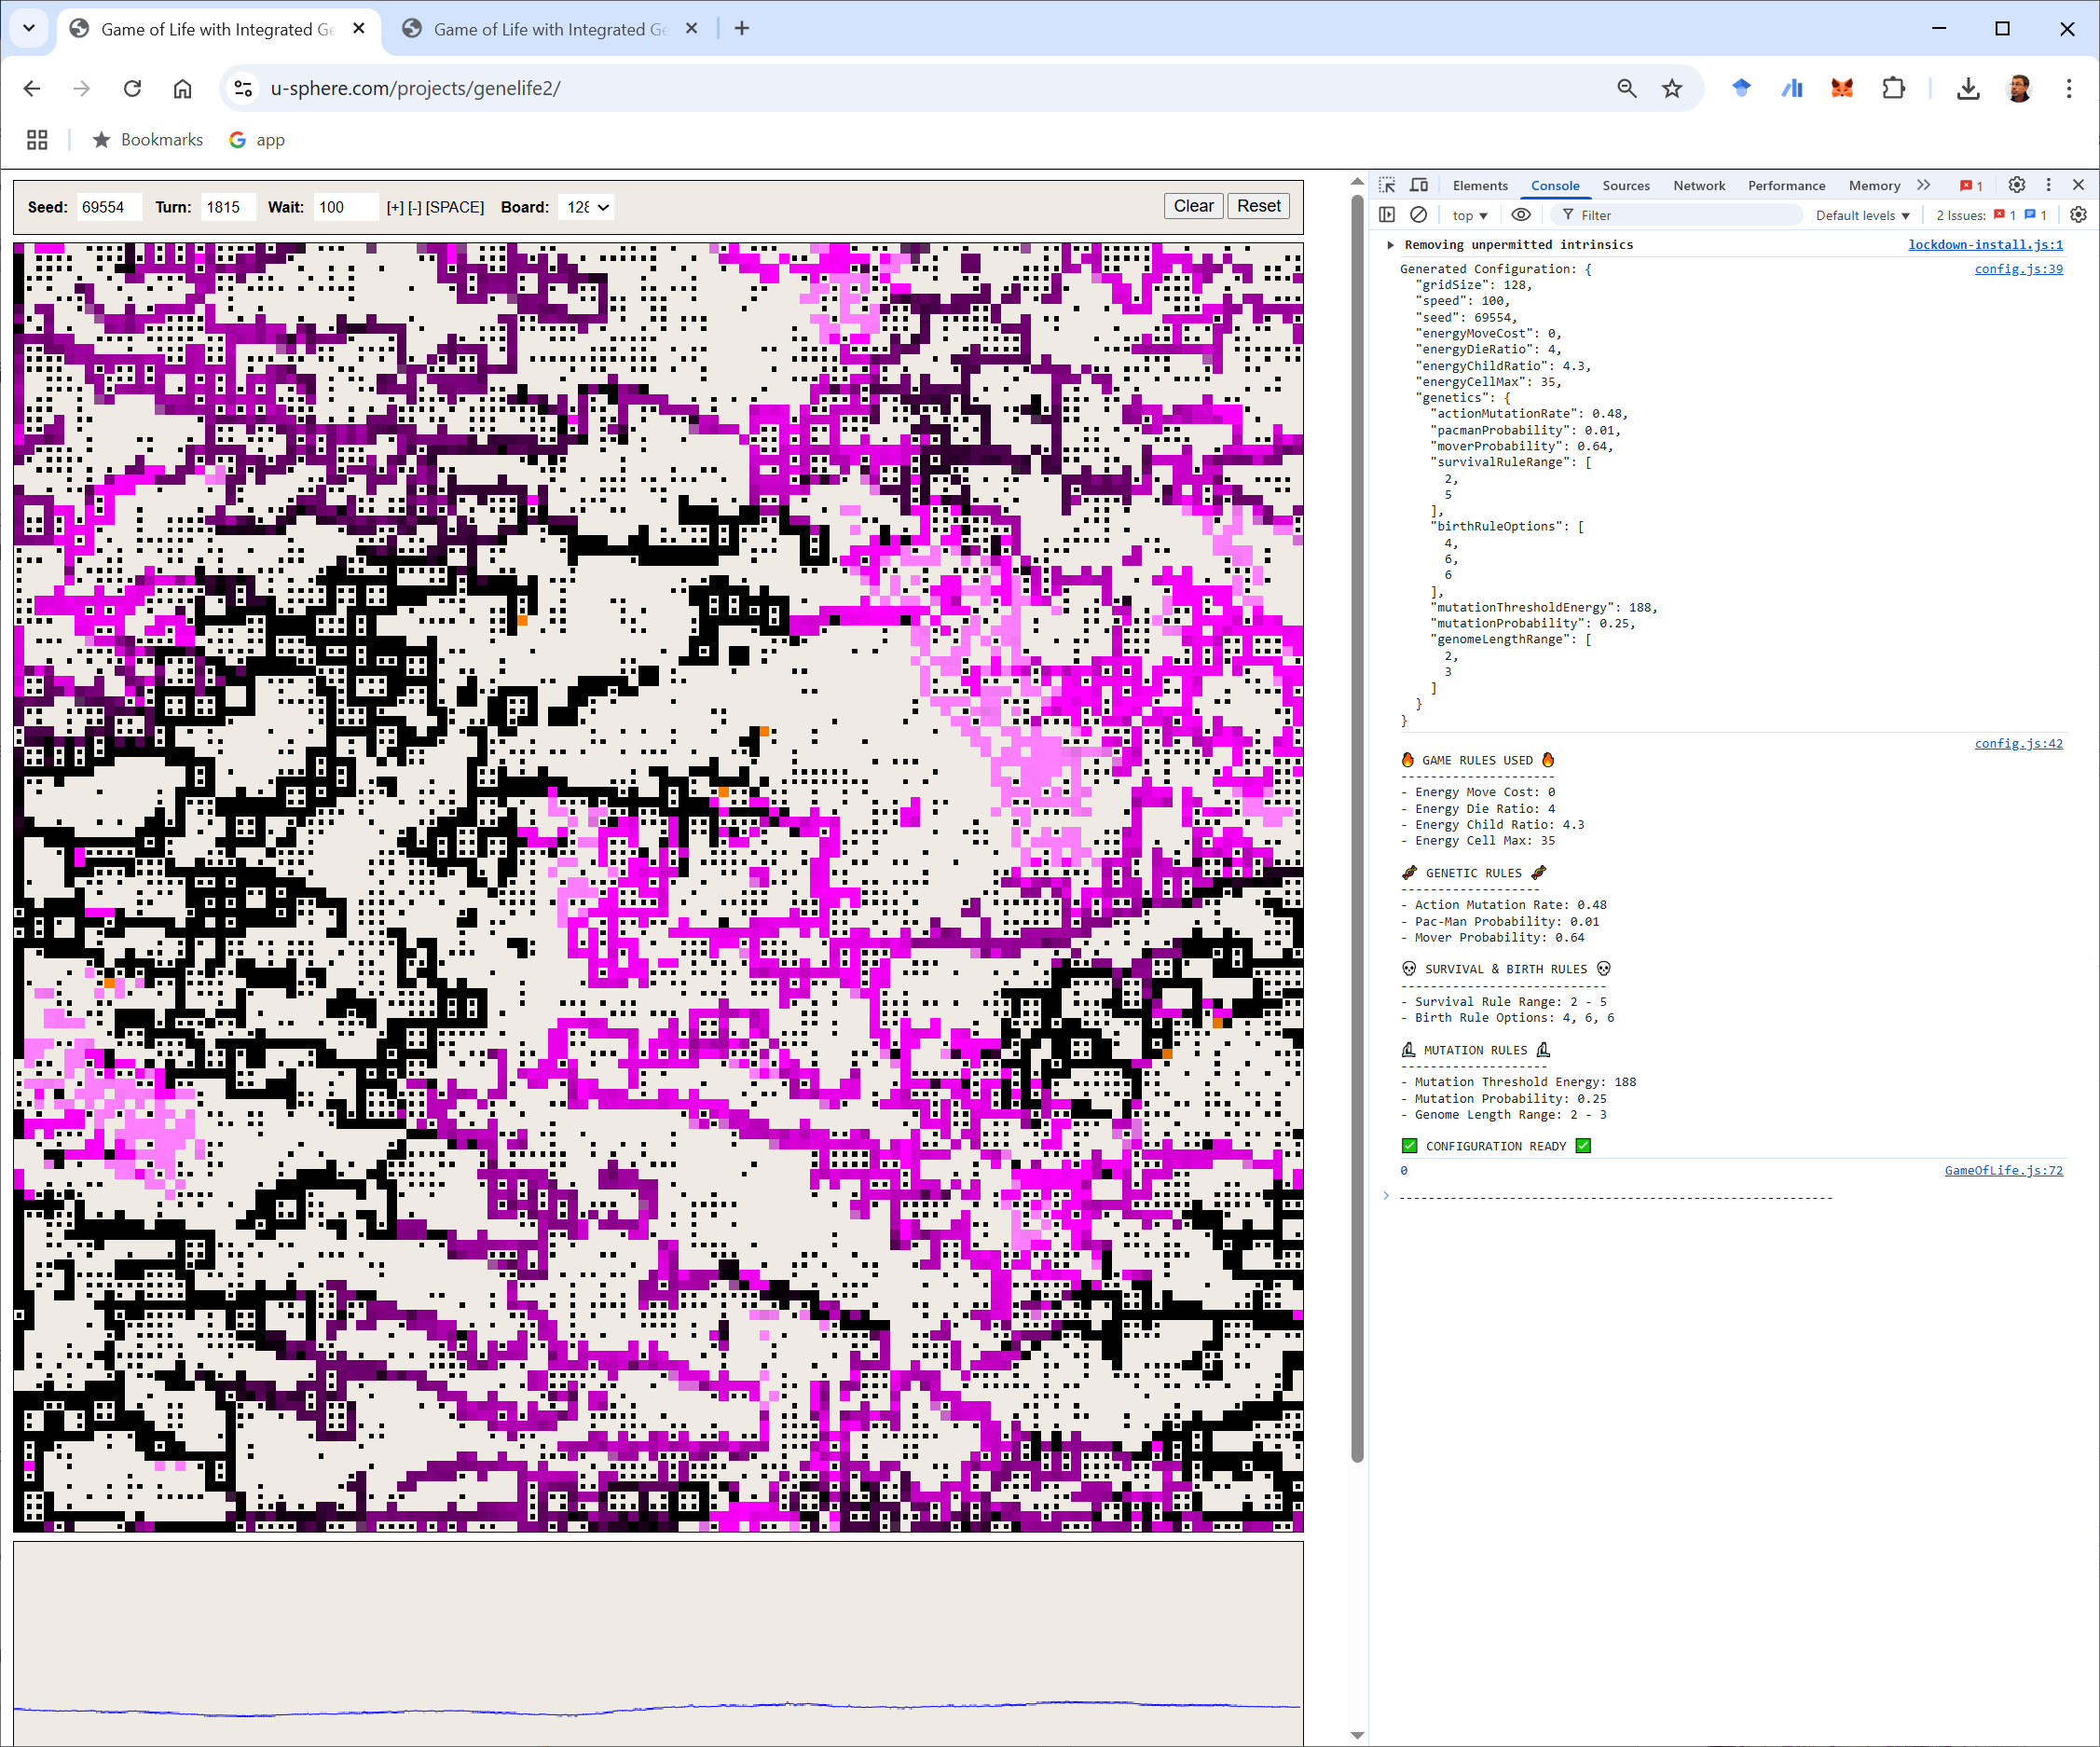 Game of Life with Integrated Ge
Game of Life with Integrated Ge
u-sphere.com/projects/genelife2/
Bookmarks
app
Seed: 69554 Turn: 1815 Wait: 100 [+] [-] [SPACE] Board: 128 Clear Reset
Elements Console Sources Network Performance Memory 1
top Filter Default levels 2 Issues: 1 1
Removing unpermitted intrinsics lockdown-install.js:1
Generated Configuration: { config.js:39
"gridSize": 128,
"speed": 100,
"seed": 69554,
"energyMoveCost": 0,
"energyDieRatio": 4,
"energyChildRatio": 4.3,
"energyCellMax": 35,
"genetics": {
"actionMutationRate": 0.48,
"pacmanProbability": 0.01,
"moverProbability": 0.64,
"survivalRuleRange": [
2,
5
],
"birthRuleOptions": [
4,
6,
6
],
"mutationThresholdEnergy": 188,
"mutationProbability": 0.25,
"genomeLengthRange": [
2,
3
]
}
}
config.js:42
🔥 GAME RULES USED 🔥
---------------------
- Energy Move Cost: 0
- Energy Die Ratio: 4
- Energy Child Ratio: 4.3
- Energy Cell Max: 35
GENETIC RULES
-------------------
- Action Mutation Rate: 0.48
- Pac-Man Probability: 0.01
- Mover Probability: 0.64
💀 SURVIVAL & BIRTH RULES 💀
----------------------------
- Survival Rule Range: 2 - 5
- Birth Rule Options: 4, 6, 6
MUTATION RULES
--------------------
- Mutation Threshold Energy: 188
- Mutation Probability: 0.25
- Genome Length Range: 2 - 3
✅ CONFIGURATION READY ✅
0 GameOfLife.js:72
-----------------------------------------------------------